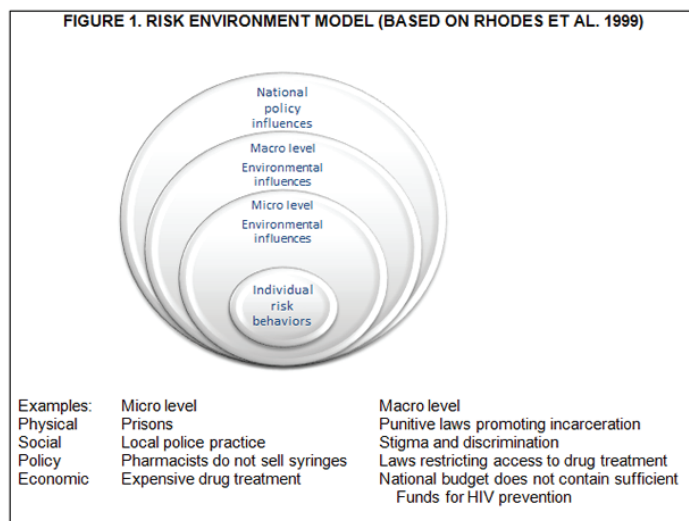 FIGURE 1. RISK ENVIRONMENT MODEL (BASED ON RHODES ET AL. 1999)
National
policy
influences
Macro level
Environmental
influences
Micro level
Environmental
influences
Individual
risk
behaviors
Examples: Micro level Macro level
Physical Prisons Punitive laws promoting incarceration
Social Local police practice Stigma and discrimination
Policy Pharmacists do not sell syringes Laws restricting access to drug treatment
Economic Expensive drug treatment National budget does not contain sufficient
Funds for HIV prevention